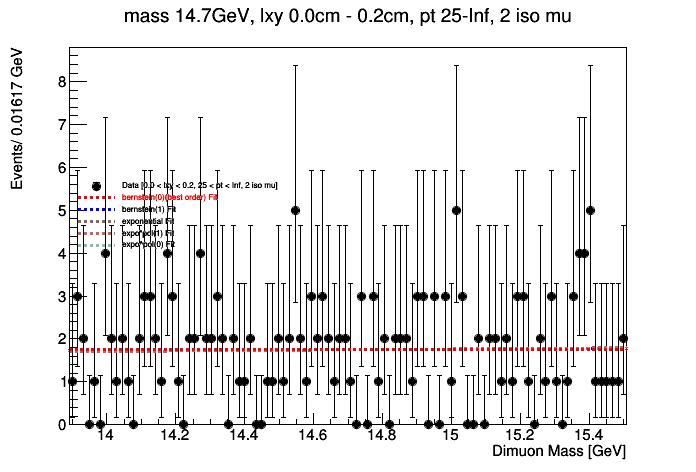 mass 14.7GeV, lxy 0.0cm - 0.2cm, pt 25-Inf, 2 iso mu
Events/ 0.01617 GeV
8
7
6
5
4
3
2
1
0
Data [0.0 < lxy < 0.2, 25 < pt < Inf, 2 iso mu]
bernstein(0)(best order) Fit
bernstein(1) Fit
exponential Fit
expo*pol(1) Fit
expo*pol(0) Fit
14 14.2 14.4 14.6 14.8 15 15.2 15.4
Dimuon Mass [GeV]